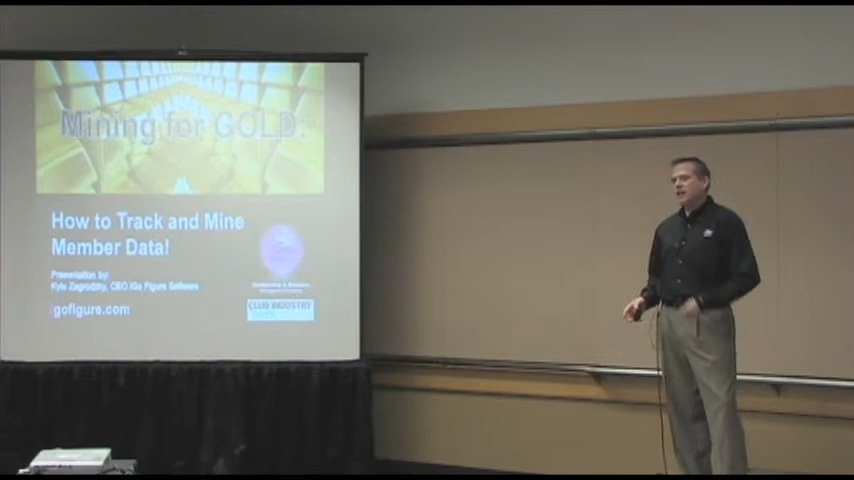 Mining for GOLD:
How to Track and Mine
Member Data!
Presentation by:
Kyle Zagrodzky, CEO Go Figure Software
gofigure.com
CLUB INDUSTRY